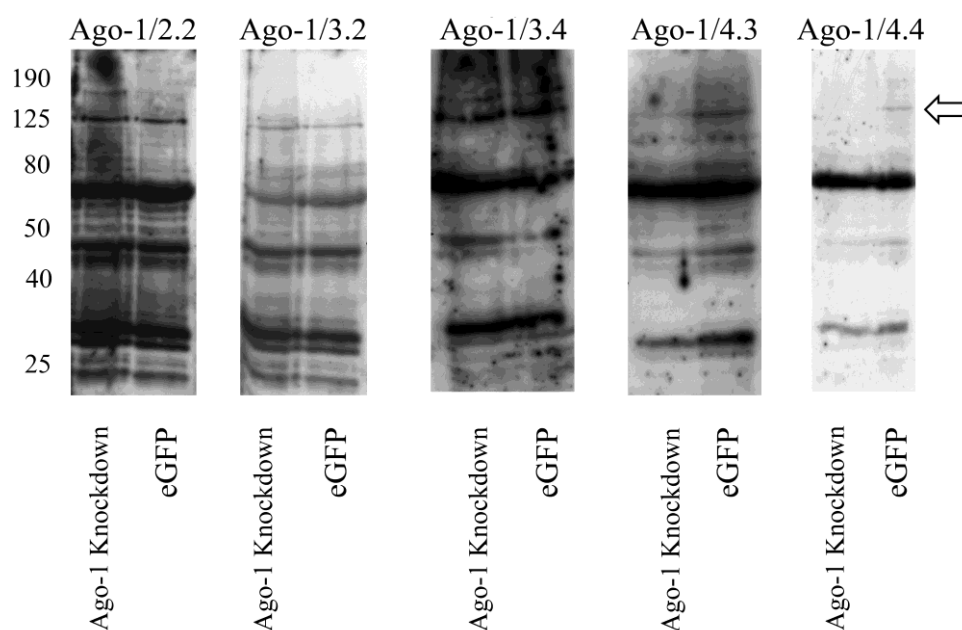 Ago-1/2.2
Ago-1/3.2
Ago-1/3.4
Ago-1/4.3
Ago-1/4.4
190
125
80
50
40
25
Ago-1 Knockdown
eGFP
Ago-1 Knockdown
eGFP
Ago-1 Knockdown
eGFP
Ago-1 Knockdown
eGFP
Ago-1 Knockdown
eGFP